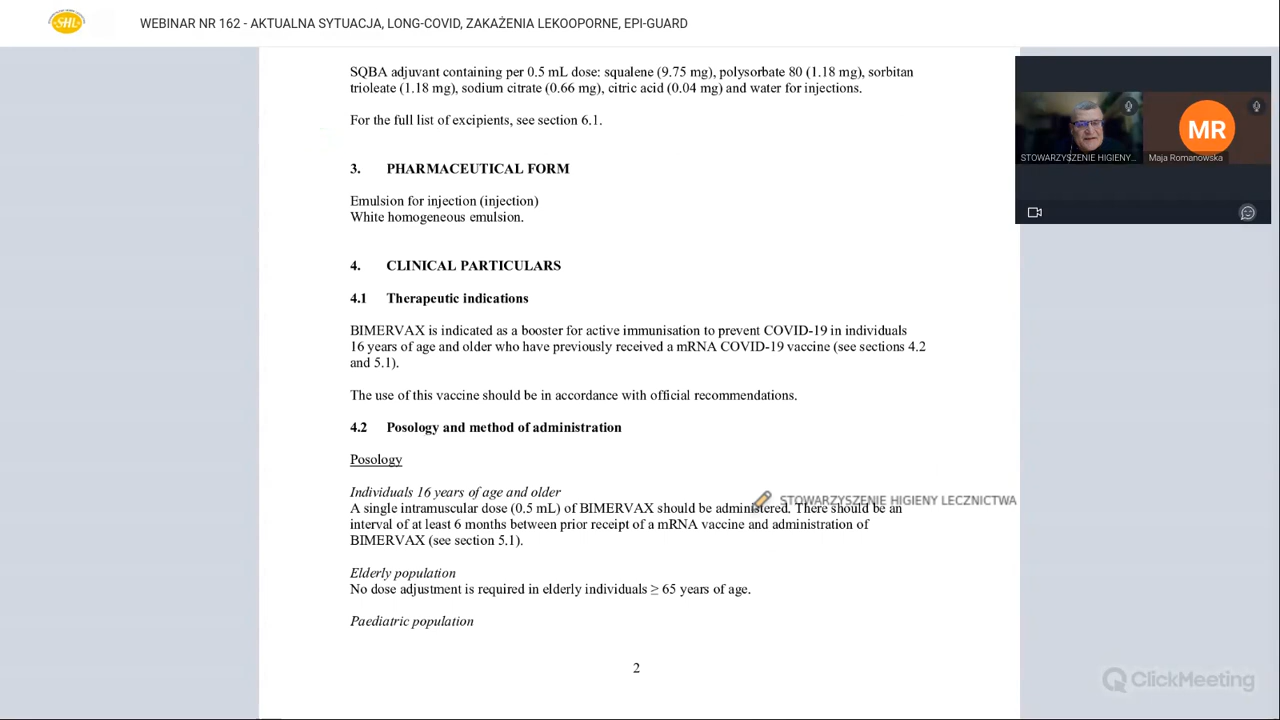 SHL
WEBINAR NR 162 - AKTUALNA SYTUACJA, LONG-COVID, ZAKAŻENIA LEKOOPORNE, EPI-GUARD
SQBA adjuvant containing per 0.5 mL dose: squalene (9.75 mg), polysorbate 80 (1.18 mg), sorbitan
trioleate (1.18 mg), sodium citrate (0.66 mg), citric acid (0.04 mg) and water for injections.
For the full list of excipients, see section 6.1.
3. PHARMACEUTICAL FORM
Emulsion for injection (injection)
White homogeneous emulsion.
4. CLINICAL PARTICULARS
4.1 Therapeutic indications
BIMERVAX is indicated as a booster for active immunisation to prevent COVID-19 in individuals
16 years of age and older who have previously received a mRNA COVID-19 vaccine (see sections 4.2
and 5.1).
The use of this vaccine should be in accordance with official recommendations.
4.2 Posology and method of administration
Posology
Individuals 16 years of age and older
A single intramuscular dose (0.5 mL) of BIMERVAX should be administered. There should be an
interval of at least 6 months between prior receipt of a mRNA vaccine and administration of
BIMERVAX (see section 5.1).
Elderly population
No dose adjustment is required in elderly individuals ≥ 65 years of age.
Paediatric population
2
STOWARZYSZENIE HIGIENY LECZNICTWA
MR
STOWARZYSZENIE HIGIENY...
Maja Romanowska
ClickMeeting